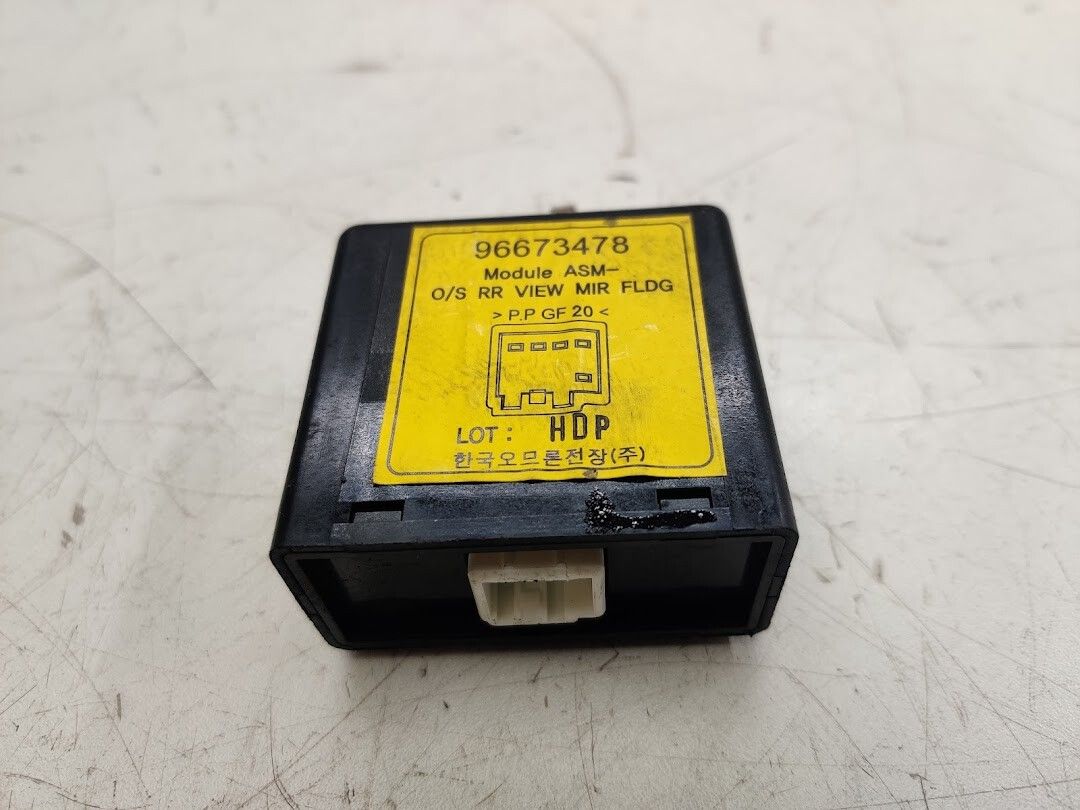 96673478
Module ASM-
O/S RR VIEW MIR FLDG
> P.P GF 20 <
LOT : HDP
한국오므론전장(주)